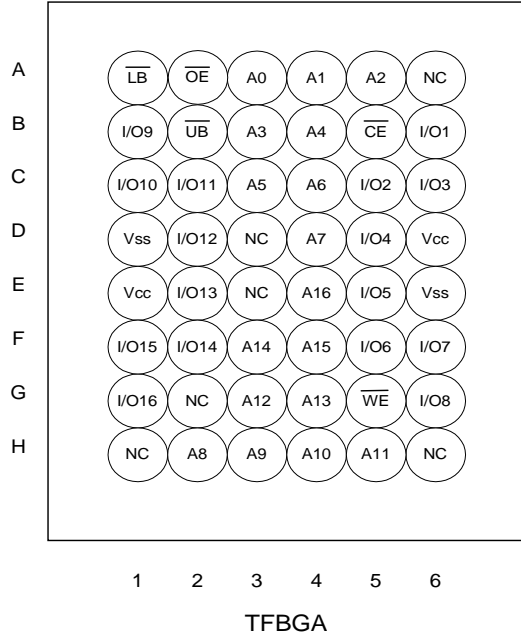 A LB OE A0 A1 A2 NC
B I/O9 UB A3 A4 CE I/O1
C I/O10 I/O11 A5 A6 I/O2 I/O3
D Vss I/O12 NC A7 I/O4 Vcc
E Vcc I/O13 NC A16 I/O5 Vss
F I/O15 I/O14 A14 A15 I/O6 I/O7
G I/O16 NC A12 A13 WE I/O8
H NC A8 A9 A10 A11 NC
1 2 3 4 5 6
TFBGA